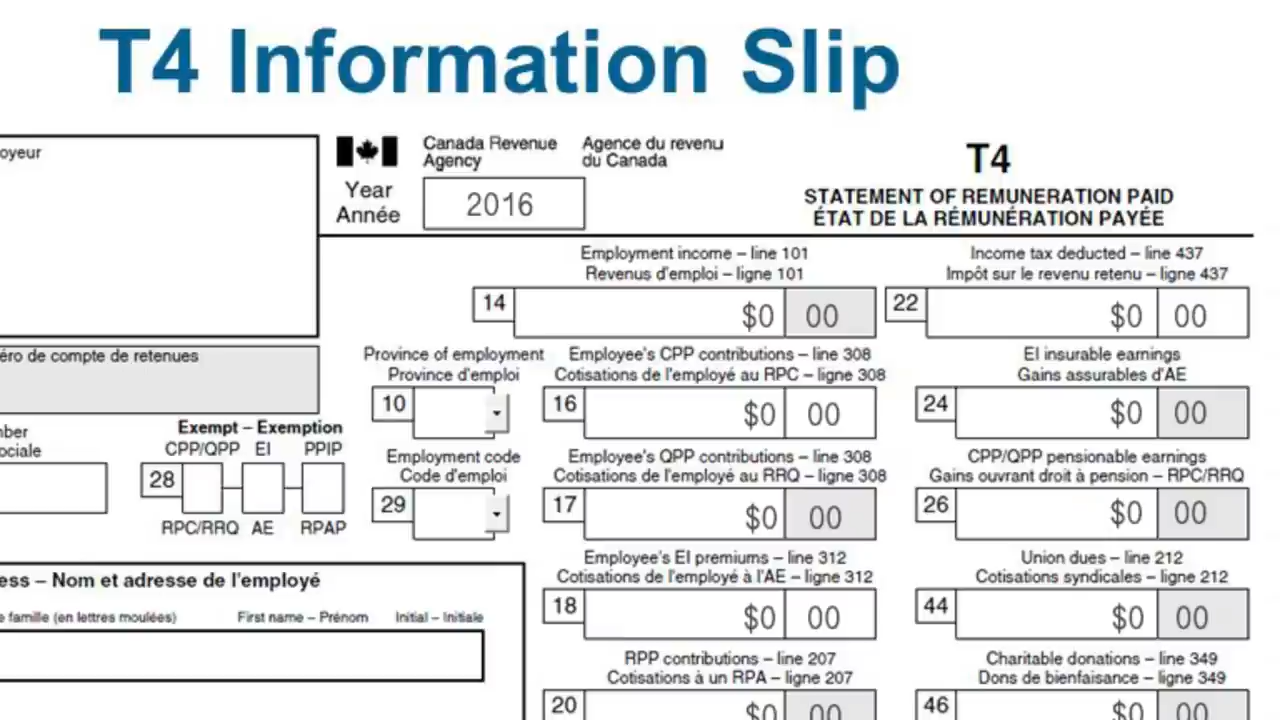 T4 Information Slip
oyeur
Canada Revenue
Agency
Agence du revenu
du Canada
Year
Année
2016
T4
STATEMENT OF REMUNERATION PAID
ÉTAT DE LA RÉMUNÉRATION PAYÉE
Employment income – line 101
Revenus d'emploi – ligne 101
14 $0 00
Income tax deducted – line 437
Impôt sur le revenu retenu – ligne 437
22 $0 00
éro de compte de retenues
Province of employment
Province d'emploi
10
Employee's CPP contributions – line 308
Cotisations de l'employé au RPC – ligne 308
16 $0 00
EI insurable earnings
Gains assurables d'AE
24 $0 00
nber
ociale
Exempt – Exemption
CPP/QPP EI PPIP
28
RPC/RRQ AE RPAP
Employment code
Code d'emploi
29
Employee's QPP contributions – line 308
Cotisations de l'employé au RRQ – ligne 308
17 $0 00
CPP/QPP pensionable earnings
Gains ouvrant droit à pension – RPC/RRQ
26 $0 00
ess – Nom et adresse de l'employé
e famille (en lettres moulées) First name – Prénom Initial – Initiale
Employee's EI premiums – line 312
Cotisations de l'employé à l'AE – ligne 312
18 $0 00
Union dues – line 212
Cotisations syndicales – ligne 212
44 $0 00
RPP contributions – line 207
Cotisations à un RPA – ligne 207
20 $0 00
Charitable donations – line 349
Dons de bienfaisance – ligne 349
46 $0 00